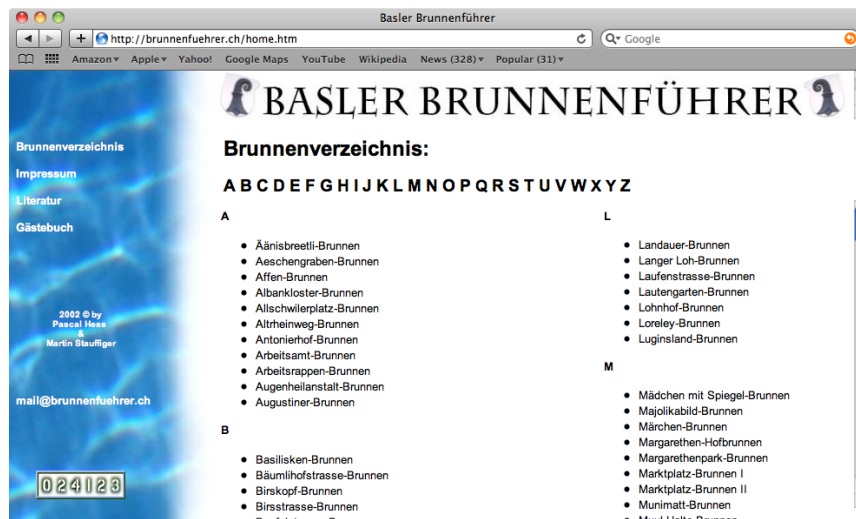 Basler Brunnenführer
http://brunnenfuehrer.ch/home.htm
Google
Amazon Apple Yahoo! Google Maps YouTube Wikipedia News (328) Popular (31)
BASLER BRUNNENFÜHRER
Brunnenverzeichnis
Impressum
Literatur
Gästebuch
2002 © by
Pascal Hess
&
Martin Stauffiger
mail@brunnenfuehrer.ch
024123
Brunnenverzeichnis:
A B C D E F G H I J K L M N O P Q R S T U V W X Y Z
A
Äänisbreetli-Brunnen
Aeschengraben-Brunnen
Affen-Brunnen
Albankloster-Brunnen
Allschwilerplatz-Brunnen
Altrheinweg-Brunnen
Antonierhof-Brunnen
Arbeitsamt-Brunnen
Arbeitsrappen-Brunnen
Augenheilanstalt-Brunnen
Augustiner-Brunnen
B
Basilisken-Brunnen
Bäumlihofstrasse-Brunnen
Birskopf-Brunnen
Birsstrasse-Brunnen
L
Landauer-Brunnen
Langer Loh-Brunnen
Laufenstrasse-Brunnen
Lautengarten-Brunnen
Lohnhof-Brunnen
Loreley-Brunnen
Luginsland-Brunnen
M
Mädchen mit Spiegel-Brunnen
Majolikabild-Brunnen
Märchen-Brunnen
Margarethen-Hofbrunnen
Margarethenpark-Brunnen
Marktplatz-Brunnen I
Marktplatz-Brunnen II
Munimatt-Brunnen